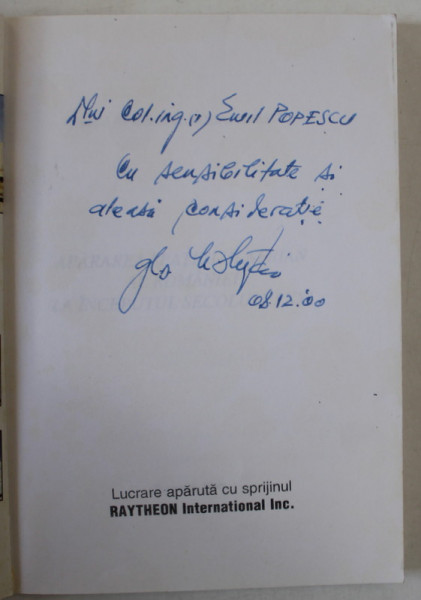 Dlui Col.ing.(r) Emil POPESCU
Cu sensibilitate și
aleasă considerație
08.12.00
Lucrare apărută cu sprijinul
RAYTHEON International Inc.